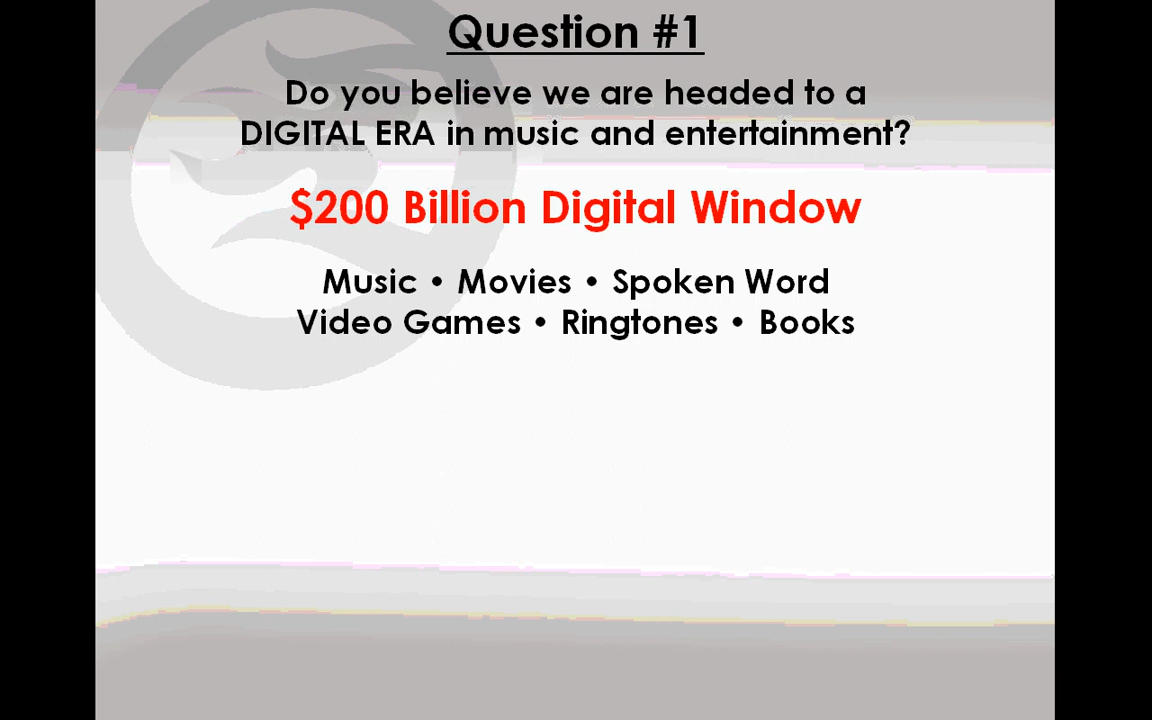 Question #1
Do you believe we are headed to a
DIGITAL ERA in music and entertainment?
$200 Billion Digital Window
Music • Movies • Spoken Word
Video Games • Ringtones • Books